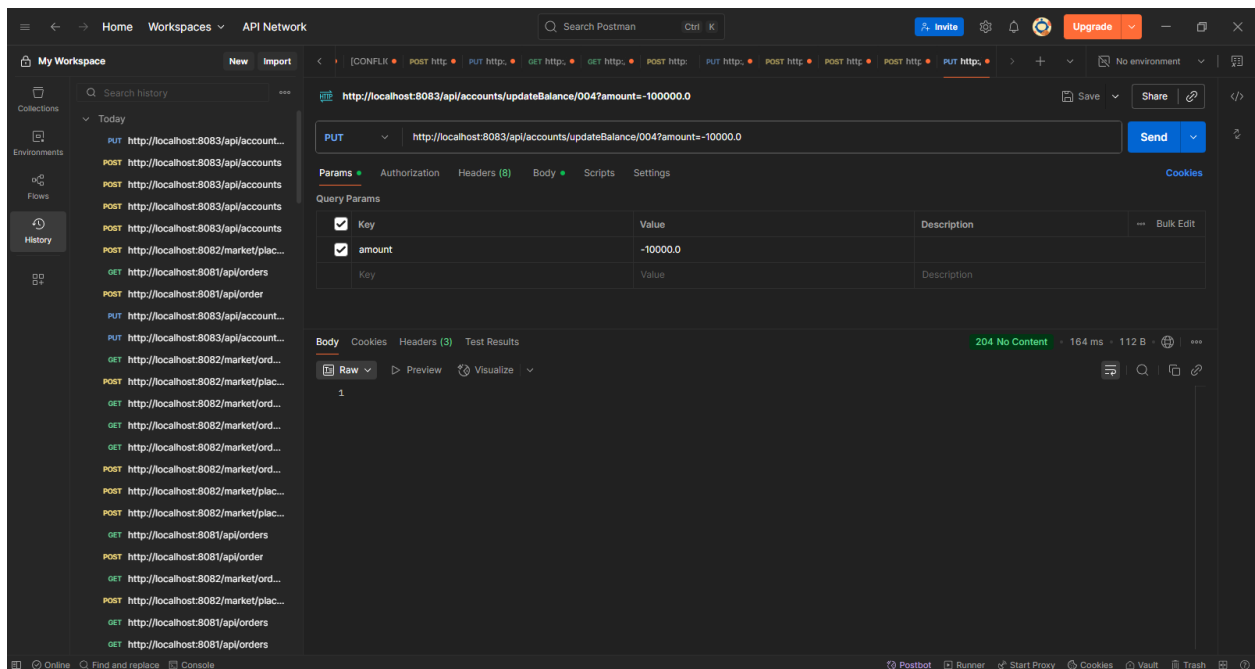 Home Workspaces API Network Search Postman Ctrl K Invite Upgrade
My Workspace New Import [CONFLI POST http PUT http:, GET http:, GET http:, POST http: PUT http:, POST http POST http POST http PUT http:, No environment
Collections
Environments
Flows
History
Search history
Today
PUT http://localhost:8083/api/account...
POST http://localhost:8083/api/accounts
POST http://localhost:8083/api/accounts
POST http://localhost:8083/api/accounts
POST http://localhost:8083/api/accounts
POST http://localhost:8082/market/plac...
GET http://localhost:8081/api/orders
POST http://localhost:8081/api/order
PUT http://localhost:8083/api/account...
PUT http://localhost:8083/api/account...
GET http://localhost:8082/market/ord...
POST http://localhost:8082/market/plac...
GET http://localhost:8082/market/ord...
GET http://localhost:8082/market/ord...
GET http://localhost:8082/market/ord...
POST http://localhost:8082/market/ord...
POST http://localhost:8082/market/plac...
POST http://localhost:8082/market/plac...
GET http://localhost:8081/api/orders
POST http://localhost:8081/api/order
GET http://localhost:8082/market/ord...
POST http://localhost:8082/market/plac...
GET http://localhost:8081/api/orders
GET http://localhost:8081/api/orders
HTTP http://localhost:8083/api/accounts/updateBalance/004?amount=-100000.0 Save Share
PUT http://localhost:8083/api/accounts/updateBalance/004?amount=-10000.0 Send
Params Authorization Headers (8) Body Scripts Settings Cookies
Query Params
Key Value Description Bulk Edit
amount -10000.0
Key Value Description
Body Cookies Headers (3) Test Results 204 No Content 164 ms 112 B
Raw Preview Visualize
1
Online Find and replace Console Postbot Runner Start Proxy Cookies Vault Trash